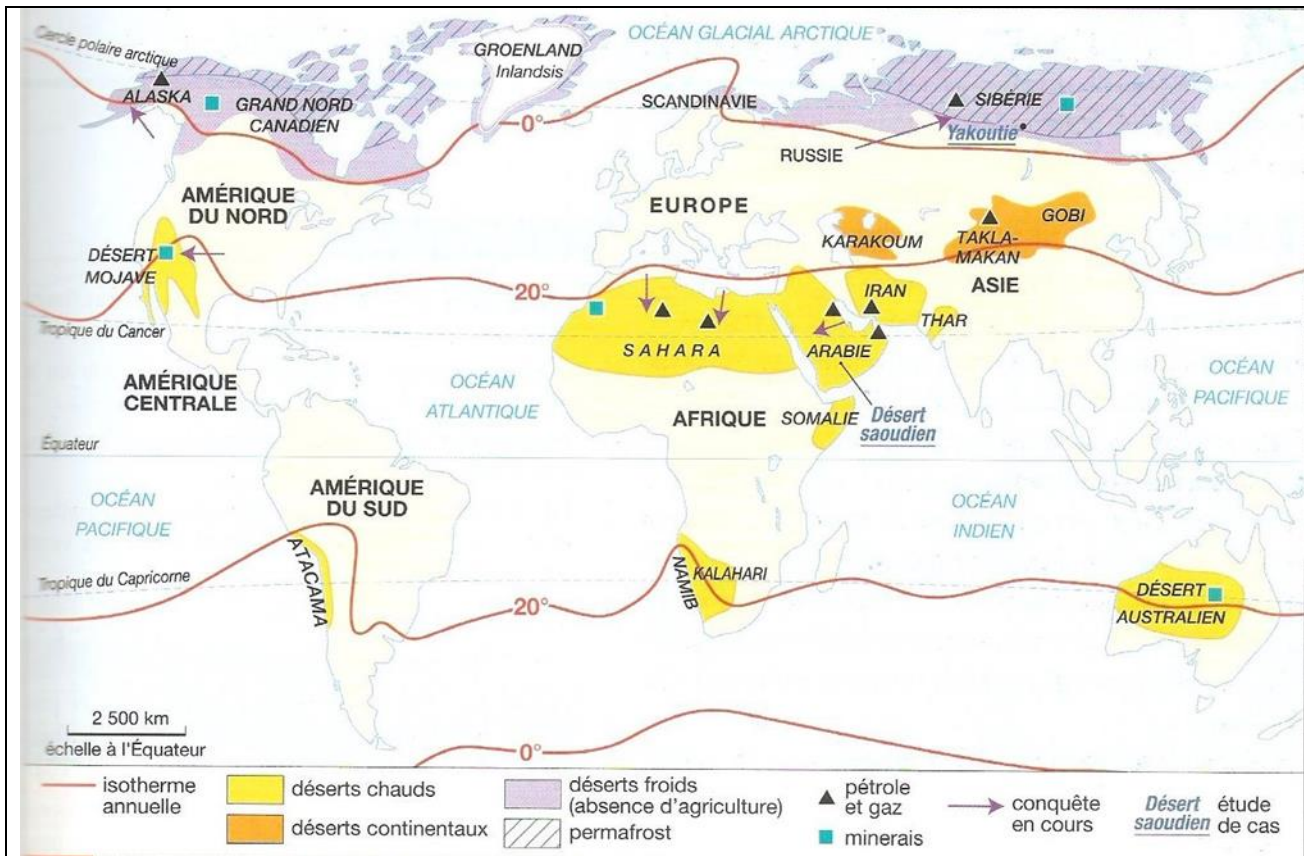 OCÉAN GLACIAL ARCTIQUE
Cercle polaire arctique
GROENLAND
Inlandsis
ALASKA
GRAND NORD
CANADIEN
SCANDINAVIE
SIBÉRIE
0°
Yakoutie
RUSSIE
AMÉRIQUE
DU NORD
EUROPE
GOBI
KARAKOUM
TAKLA-
MAKAN
DÉSERT
MOJAVE
ASIE
20°
IRAN
THAR
Tropique du Cancer
SAHARA
ARABIE
OCÉAN
PACIFIQUE
AMÉRIQUE
CENTRALE
OCÉAN
ATLANTIQUE
AFRIQUE
SOMALIE
Désert
saoudien
Équateur
AMÉRIQUE
DU SUD
OCÉAN
PACIFIQUE
OCÉAN
INDIEN
ATACAMA
NAMIB
KALAHARI
Tropique du Capricorne
20°
DÉSERT
AUSTRALIEN
2 500 km
échelle à l'Équateur
0°
isotherme
annuelle
déserts chauds
déserts continentaux
déserts froids
(absence d'agriculture)
permafrost
pétrole
et gaz
minerais
conquête
en cours
Désert
saoudien
étude
de cas